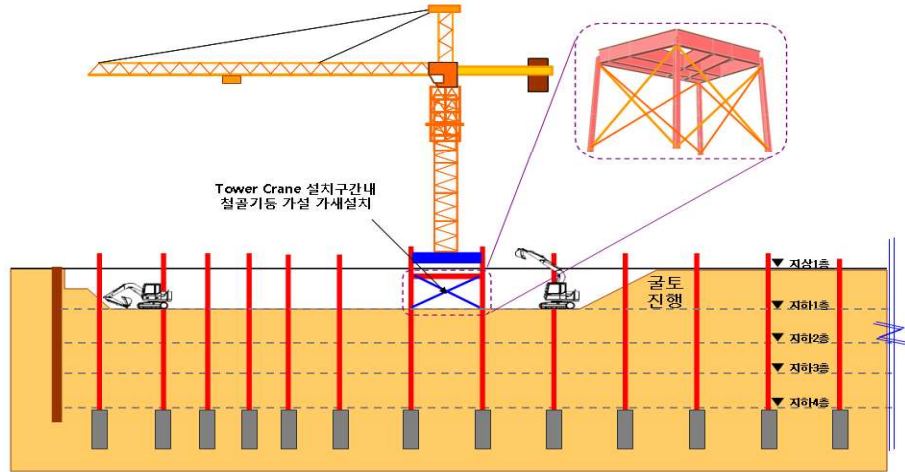 Tower Crane 설치구간내
철골기둥 가설 가새설치
굴토
진행
▼ 지상1층
▼ 지하1층
▼ 지하2층
▼ 지하3층
▼ 지하4층